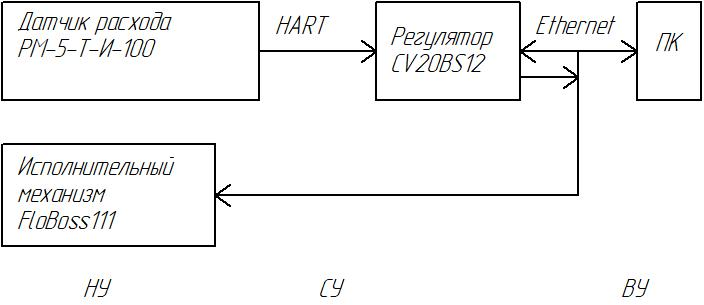 Датчик расхода
РМ-5-Т-И-100
HART
Регулятор
CV20BS12
Ethernet
ПК
Исполнительный
механизм
FloBoss111
НУ
СУ
ВУ